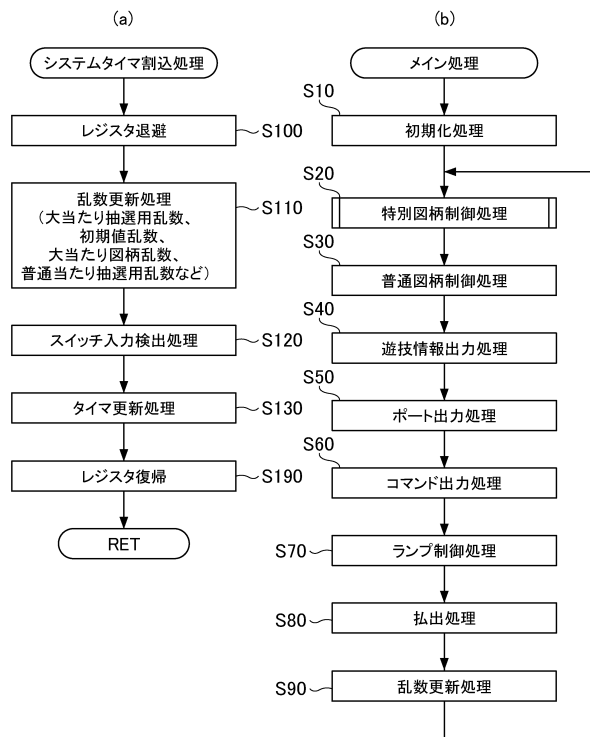 (a)
システムタイマ割込処理
レジスタ退避
S100
乱数更新処理
(大当たり抽選用乱数、
初期値乱数、
大当たり図柄乱数、
普通当たり抽選用乱数など)
S110
スイッチ入力検出処理
S120
タイマ更新処理
S130
レジスタ復帰
S190
RET
(b)
メイン処理
S10
初期化処理
S20
特別図柄制御処理
S30
普通図柄制御処理
S40
遊技情報出力処理
S50
ポート出力処理
S60
コマンド出力処理
S70
ランプ制御処理
S80
払出処理
S90
乱数更新処理